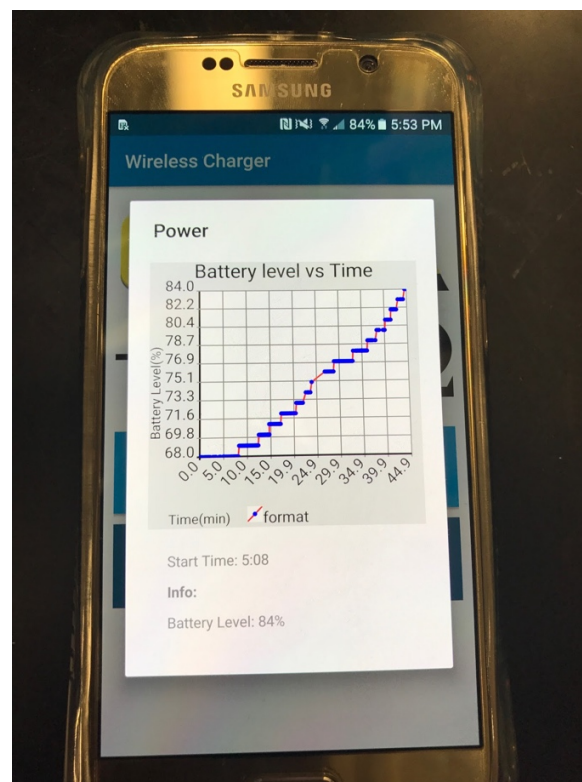 SAMSUNG
84% 5:53 PM
Wireless Charger
Power
Battery level vs Time
84.0
82.2
80.4
78.7
76.9
75.1
73.3
71.6
69.8
68.0
Battery Level(%)
0.0 5.0 10.0 15.0 19.9 24.9 29.9 34.9 39.9 44.9
Time(min) format
Start Time: 5:08
Info:
Battery Level: 84%